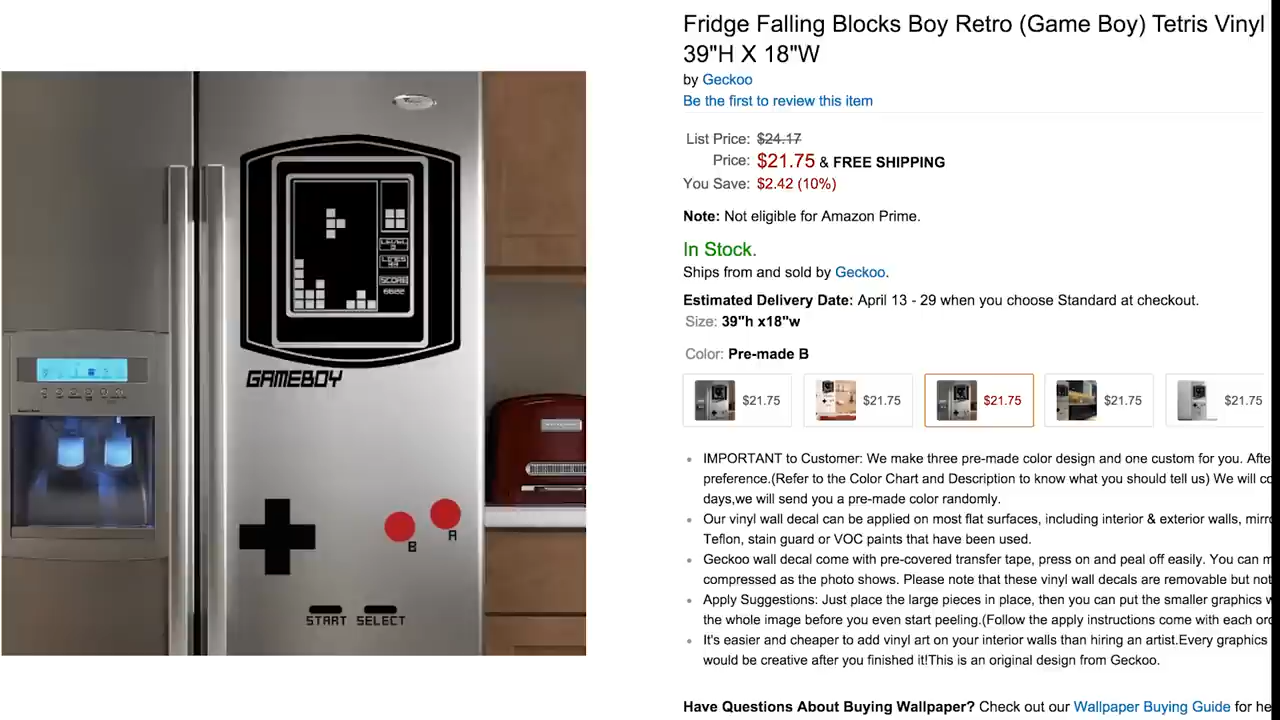 Fridge Falling Blocks Boy Retro (Game Boy) Tetris Vinyl
39"H X 18"W
by Geckoo
Be the first to review this item
List Price: $24.17
Price: $21.75 & FREE SHIPPING
You Save: $2.42 (10%)
Note: Not eligible for Amazon Prime.
In Stock.
Ships from and sold by Geckoo.
Estimated Delivery Date: April 13 - 29 when you choose Standard at checkout.
Size: 39"h x18"w
Color: Pre-made B
$21.75 $21.75 $21.75 $21.75 $21.75
IMPORTANT to Customer: We make three pre-made color design and one custom for you. Afte
preference.(Refer to the Color Chart and Description to know what you should tell us) We will co
days,we will send you a pre-made color randomly.
Our vinyl wall decal can be applied on most flat surfaces, including interior & exterior walls, mirro
Teflon, stain guard or VOC paints that have been used.
Geckoo wall decal come with pre-covered transfer tape, press on and peal off easily. You can m
compressed as the photo shows. Please note that these vinyl wall decals are removable but not
Apply Suggestions: Just place the large pieces in place, then you can put the smaller graphics w
the whole image before you even start peeling.(Follow the apply instructions come with each ord
It's easier and cheaper to add vinyl art on your interior walls than hiring an artist.Every graphics
would be creative after you finished it!This is an original design from Geckoo.
Have Questions About Buying Wallpaper? Check out our Wallpaper Buying Guide for he
LEVEL
LINES
SCORE
GAMEBOY
B
A
START SELECT